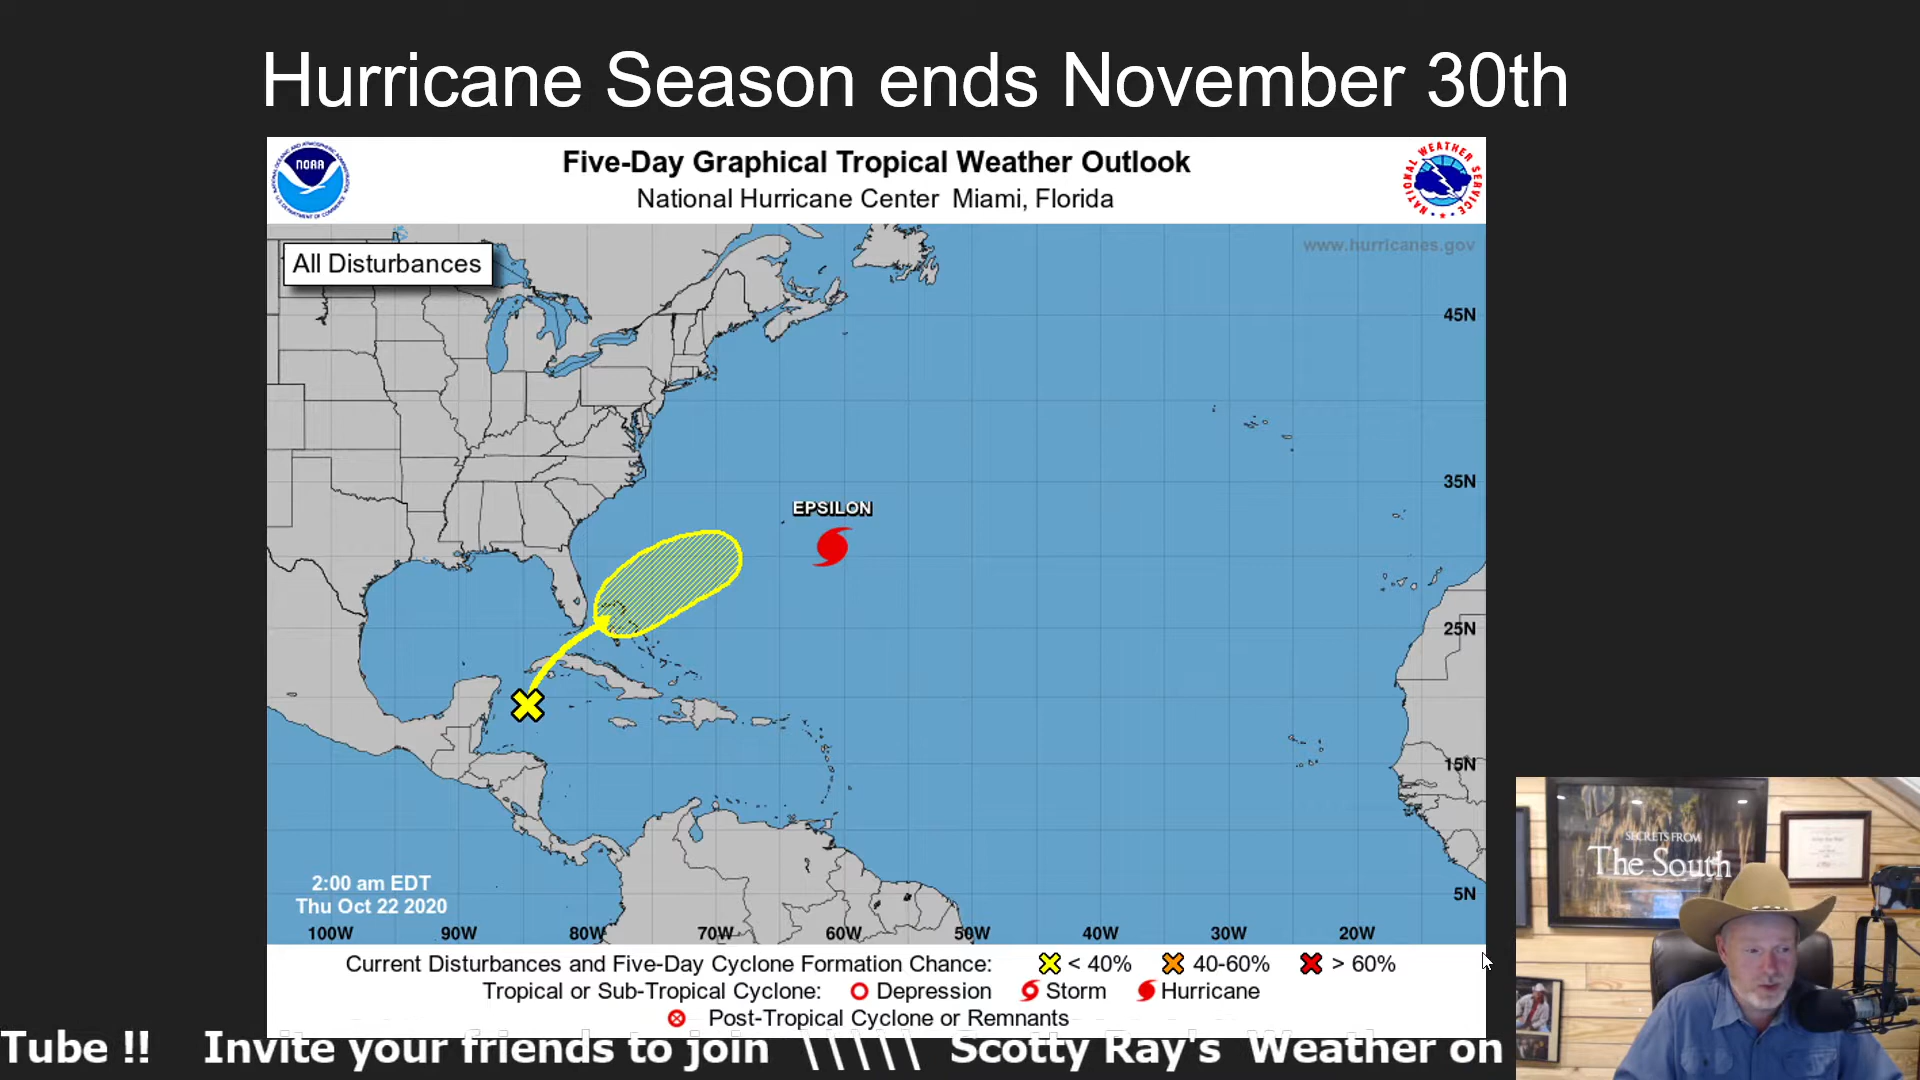 Hurricane Season ends November 30th
NOAA
Five-Day Graphical Tropical Weather Outlook
National Hurricane Center Miami, Florida
NATIONAL WEATHER SERVICE
All Disturbances
www.hurricanes.gov
45N
EPSILON
35N
25N
15N
5N
2:00 am EDT
Thu Oct 22 2020
100W 90W 80W 70W 60W 50W 40W 30W 20W
Current Disturbances and Five-Day Cyclone Formation Chance: < 40% 40-60% > 60%
Tropical or Sub-Tropical Cyclone: Depression Storm Hurricane
Post-Tropical Cyclone or Remnants
SECRETS FROM
The South
Tube !! Invite your friends to join \\\\\ Scotty Ray's Weather on